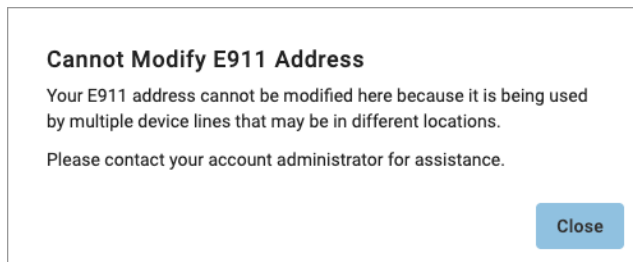 Cannot Modify E911 Address
Your E911 address cannot be modified here because it is being used
by multiple device lines that may be in different locations.
Please contact your account administrator for assistance.
Close